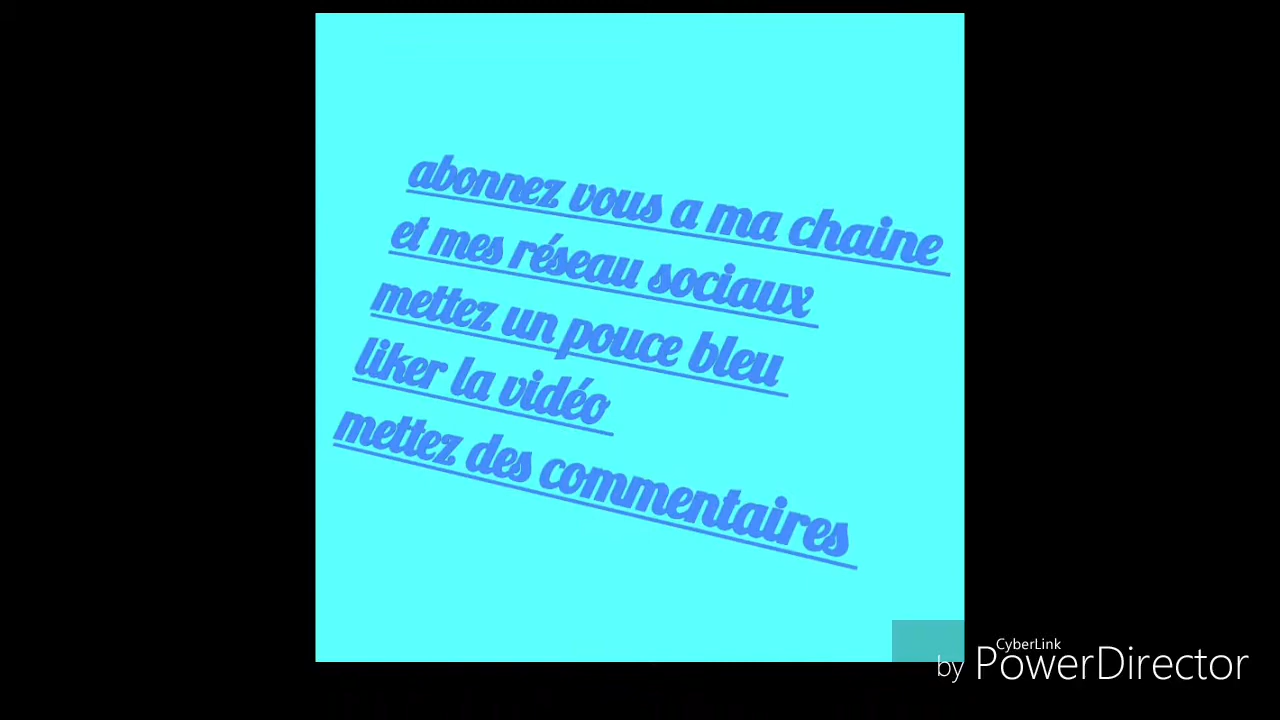 abonnez vous a ma chaine
et mes réseau sociaux
mettez un pouce bleu
liker la vidéo
mettez des commentaires
CyberLink
by PowerDirector